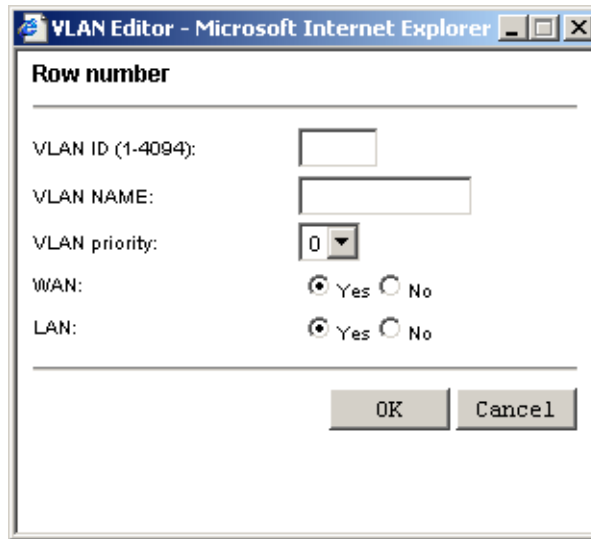 VLAN Editor - Microsoft Internet Explorer
Row number
VLAN ID (1-4094):
VLAN NAME:
VLAN priority: 0
WAN: Yes No
LAN: Yes No
OK Cancel